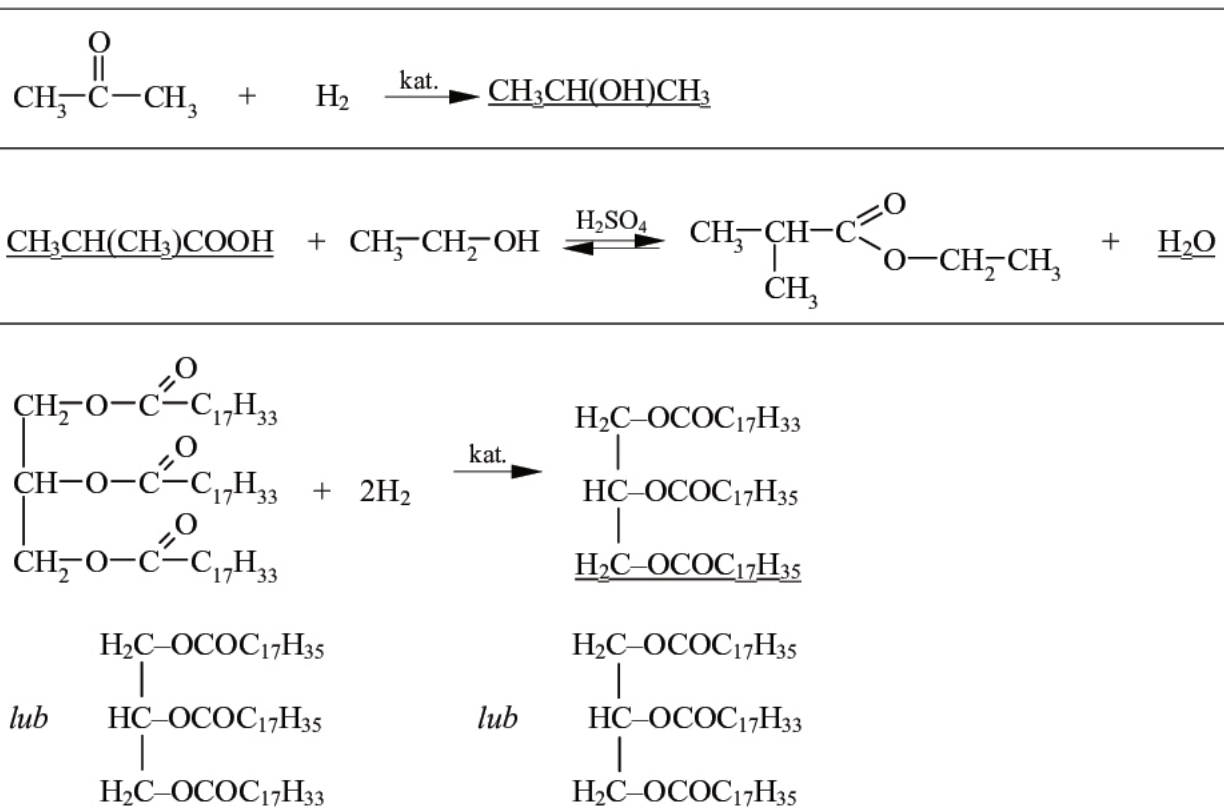 O
CH₃–C–CH₃ + H₂ kat. CH₃CH(OH)CH₃
CH₃CH(CH₃)COOH + CH₃–CH₂–OH H₂SO₄ CH₃–CH–C O O–CH₂–CH₃ + H₂O
CH₃
CH₂–O–C–C₁₇H₃₃ O
CH–O–C–C₁₇H₃₃ O
CH₂–O–C–C₁₇H₃₃ O
+ 2H₂ kat.
H₂C–OCOC₁₇H₃₃
HC–OCOC₁₇H₃₅
H₂C–OCOC₁₇H₃₅
lub
H₂C–OCOC₁₇H₃₅
HC–OCOC₁₇H₃₅
H₂C–OCOC₁₇H₃₃
lub
H₂C–OCOC₁₇H₃₅
HC–OCOC₁₇H₃₃
H₂C–OCOC₁₇H₃₅